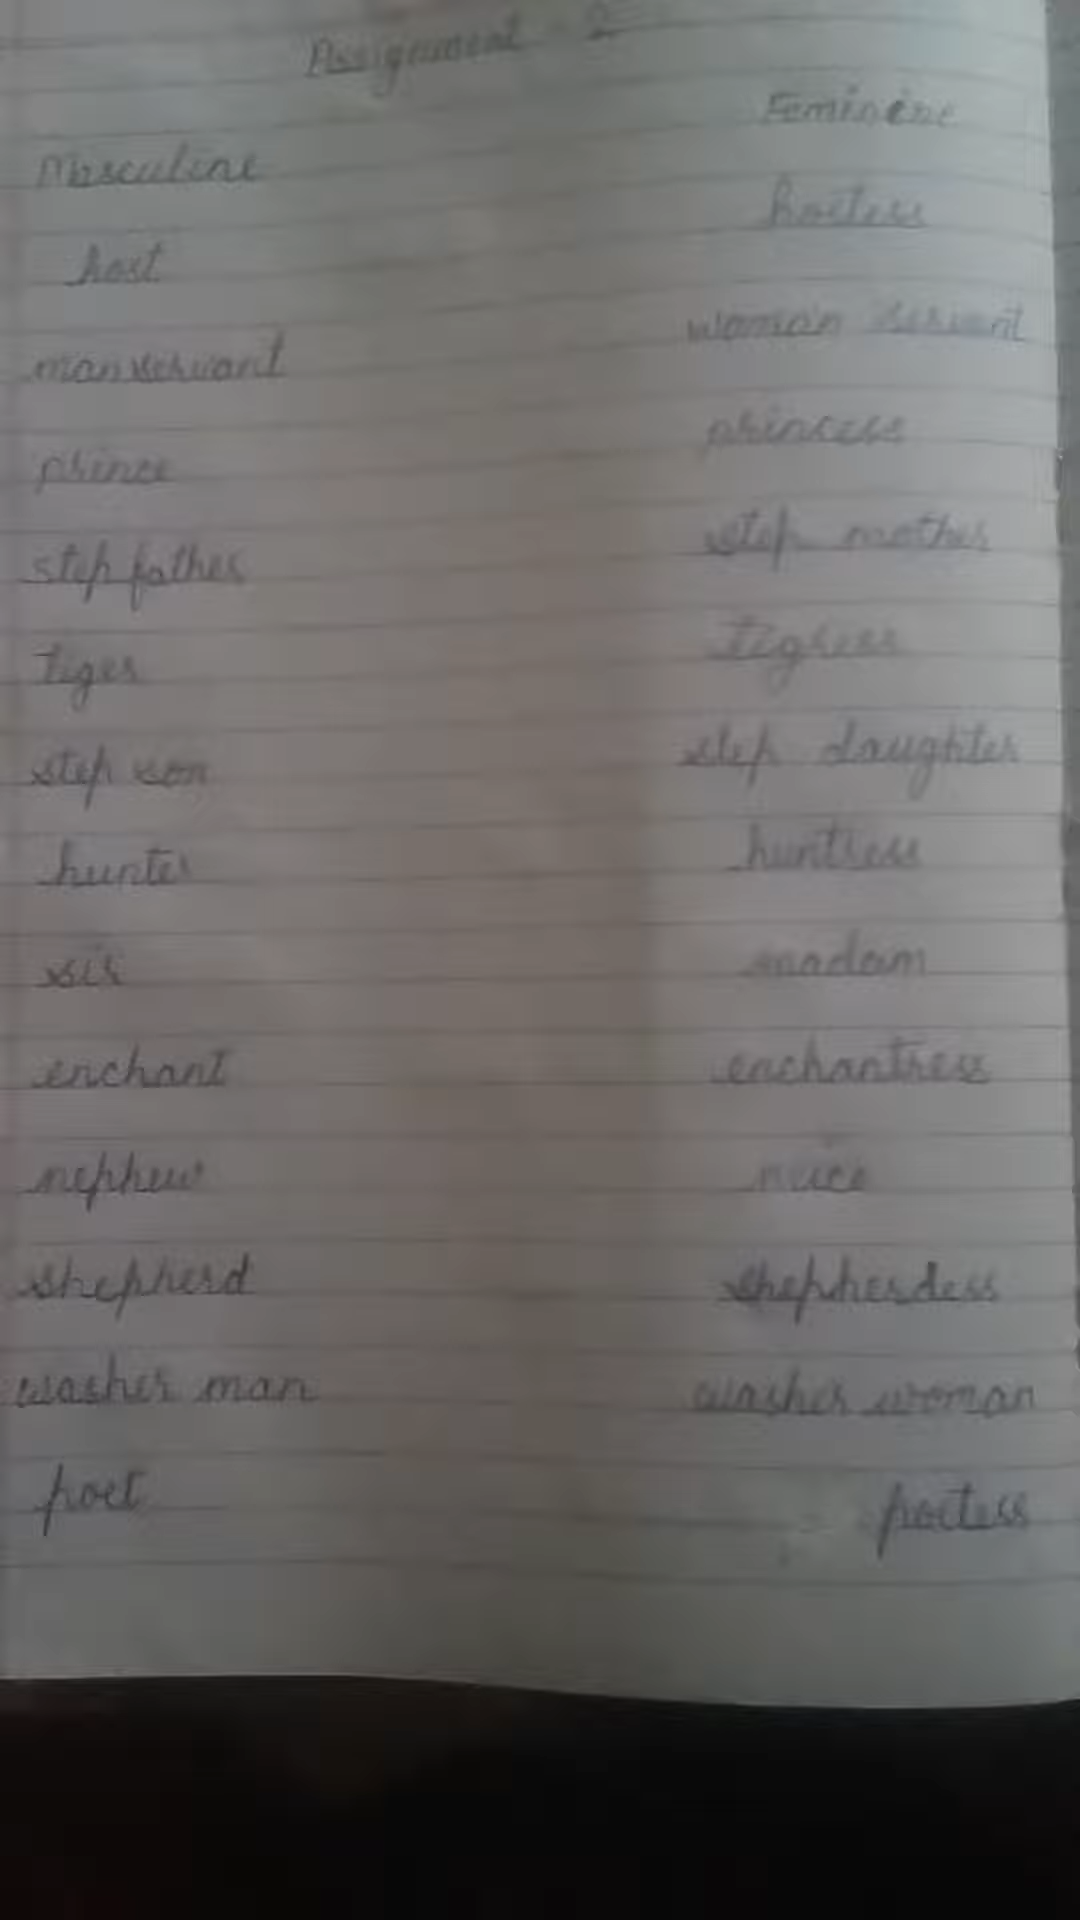 Assignment - 2
Masculine Feminine
host hostess
manservant woman servant
prince princess
step father step mother
tiger tigress
step son step daughter
hunter huntress
sir madam
enchant enchantress
nephew
shepherd shepherdess
washer man washer woman
poet poetess